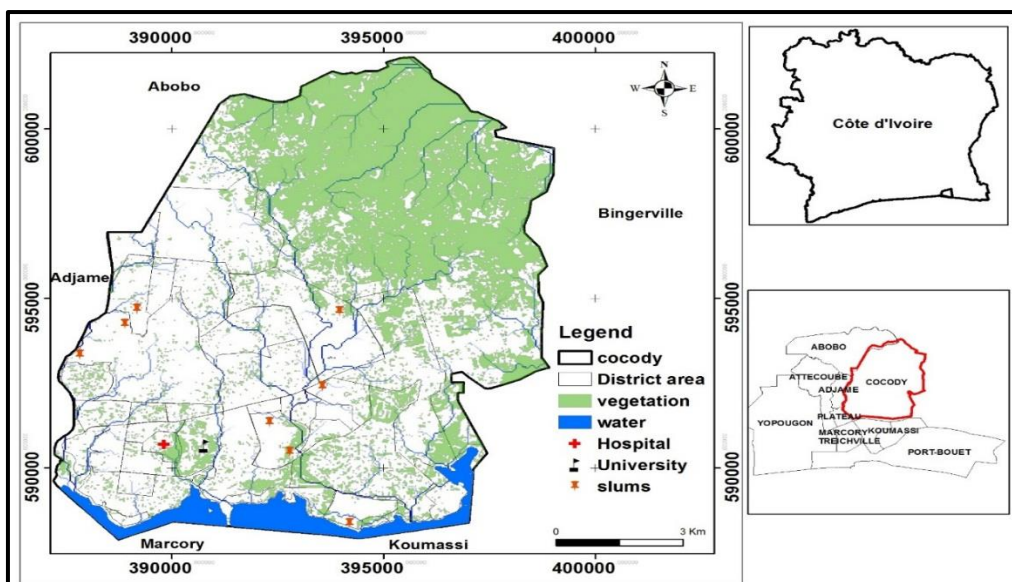 390000 395000 400000
Abobo
N
W E
S
600000
600000
Côte d'Ivoire
Bingerville
Adjame
595000
595000
Legend
cocody
District area
vegetation
water
Hospital
University
slums
590000
590000
0 3 Km
Marcory Koumassi
390000 395000 400000
ABOBO
ATTECOUBE
COCODY
ADJAME
YOPOUGON
PLATEAU
MARCORY KOUMASSI
TREICHVILLE
PORT-BOUET